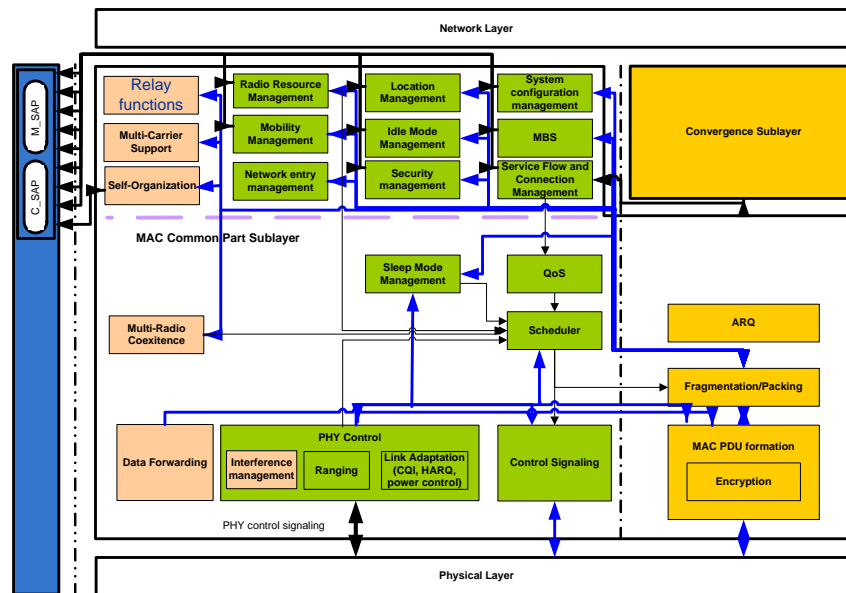 Network Layer
M_SAP
C_SAP
Relay
functions
Multi-Carrier
Support
Self-Organization
Radio Resource
Management
Mobility
Management
Network entry
management
Location
Management
Idle Mode
Management
Security
management
System
configuration
management
MBS
Service Flow and
Connection
Management
Convergence Sublayer
MAC Common Part Sublayer
Sleep Mode
Management
QoS
Multi-Radio
Coexitence
Scheduler
ARQ
Fragmentation/Packing
Data Forwarding
PHY Control
Interference
management
Ranging
Link Adaptation
(CQI, HARQ,
power control)
Control Signaling
MAC PDU formation
Encryption
PHY control signaling
Physical Layer